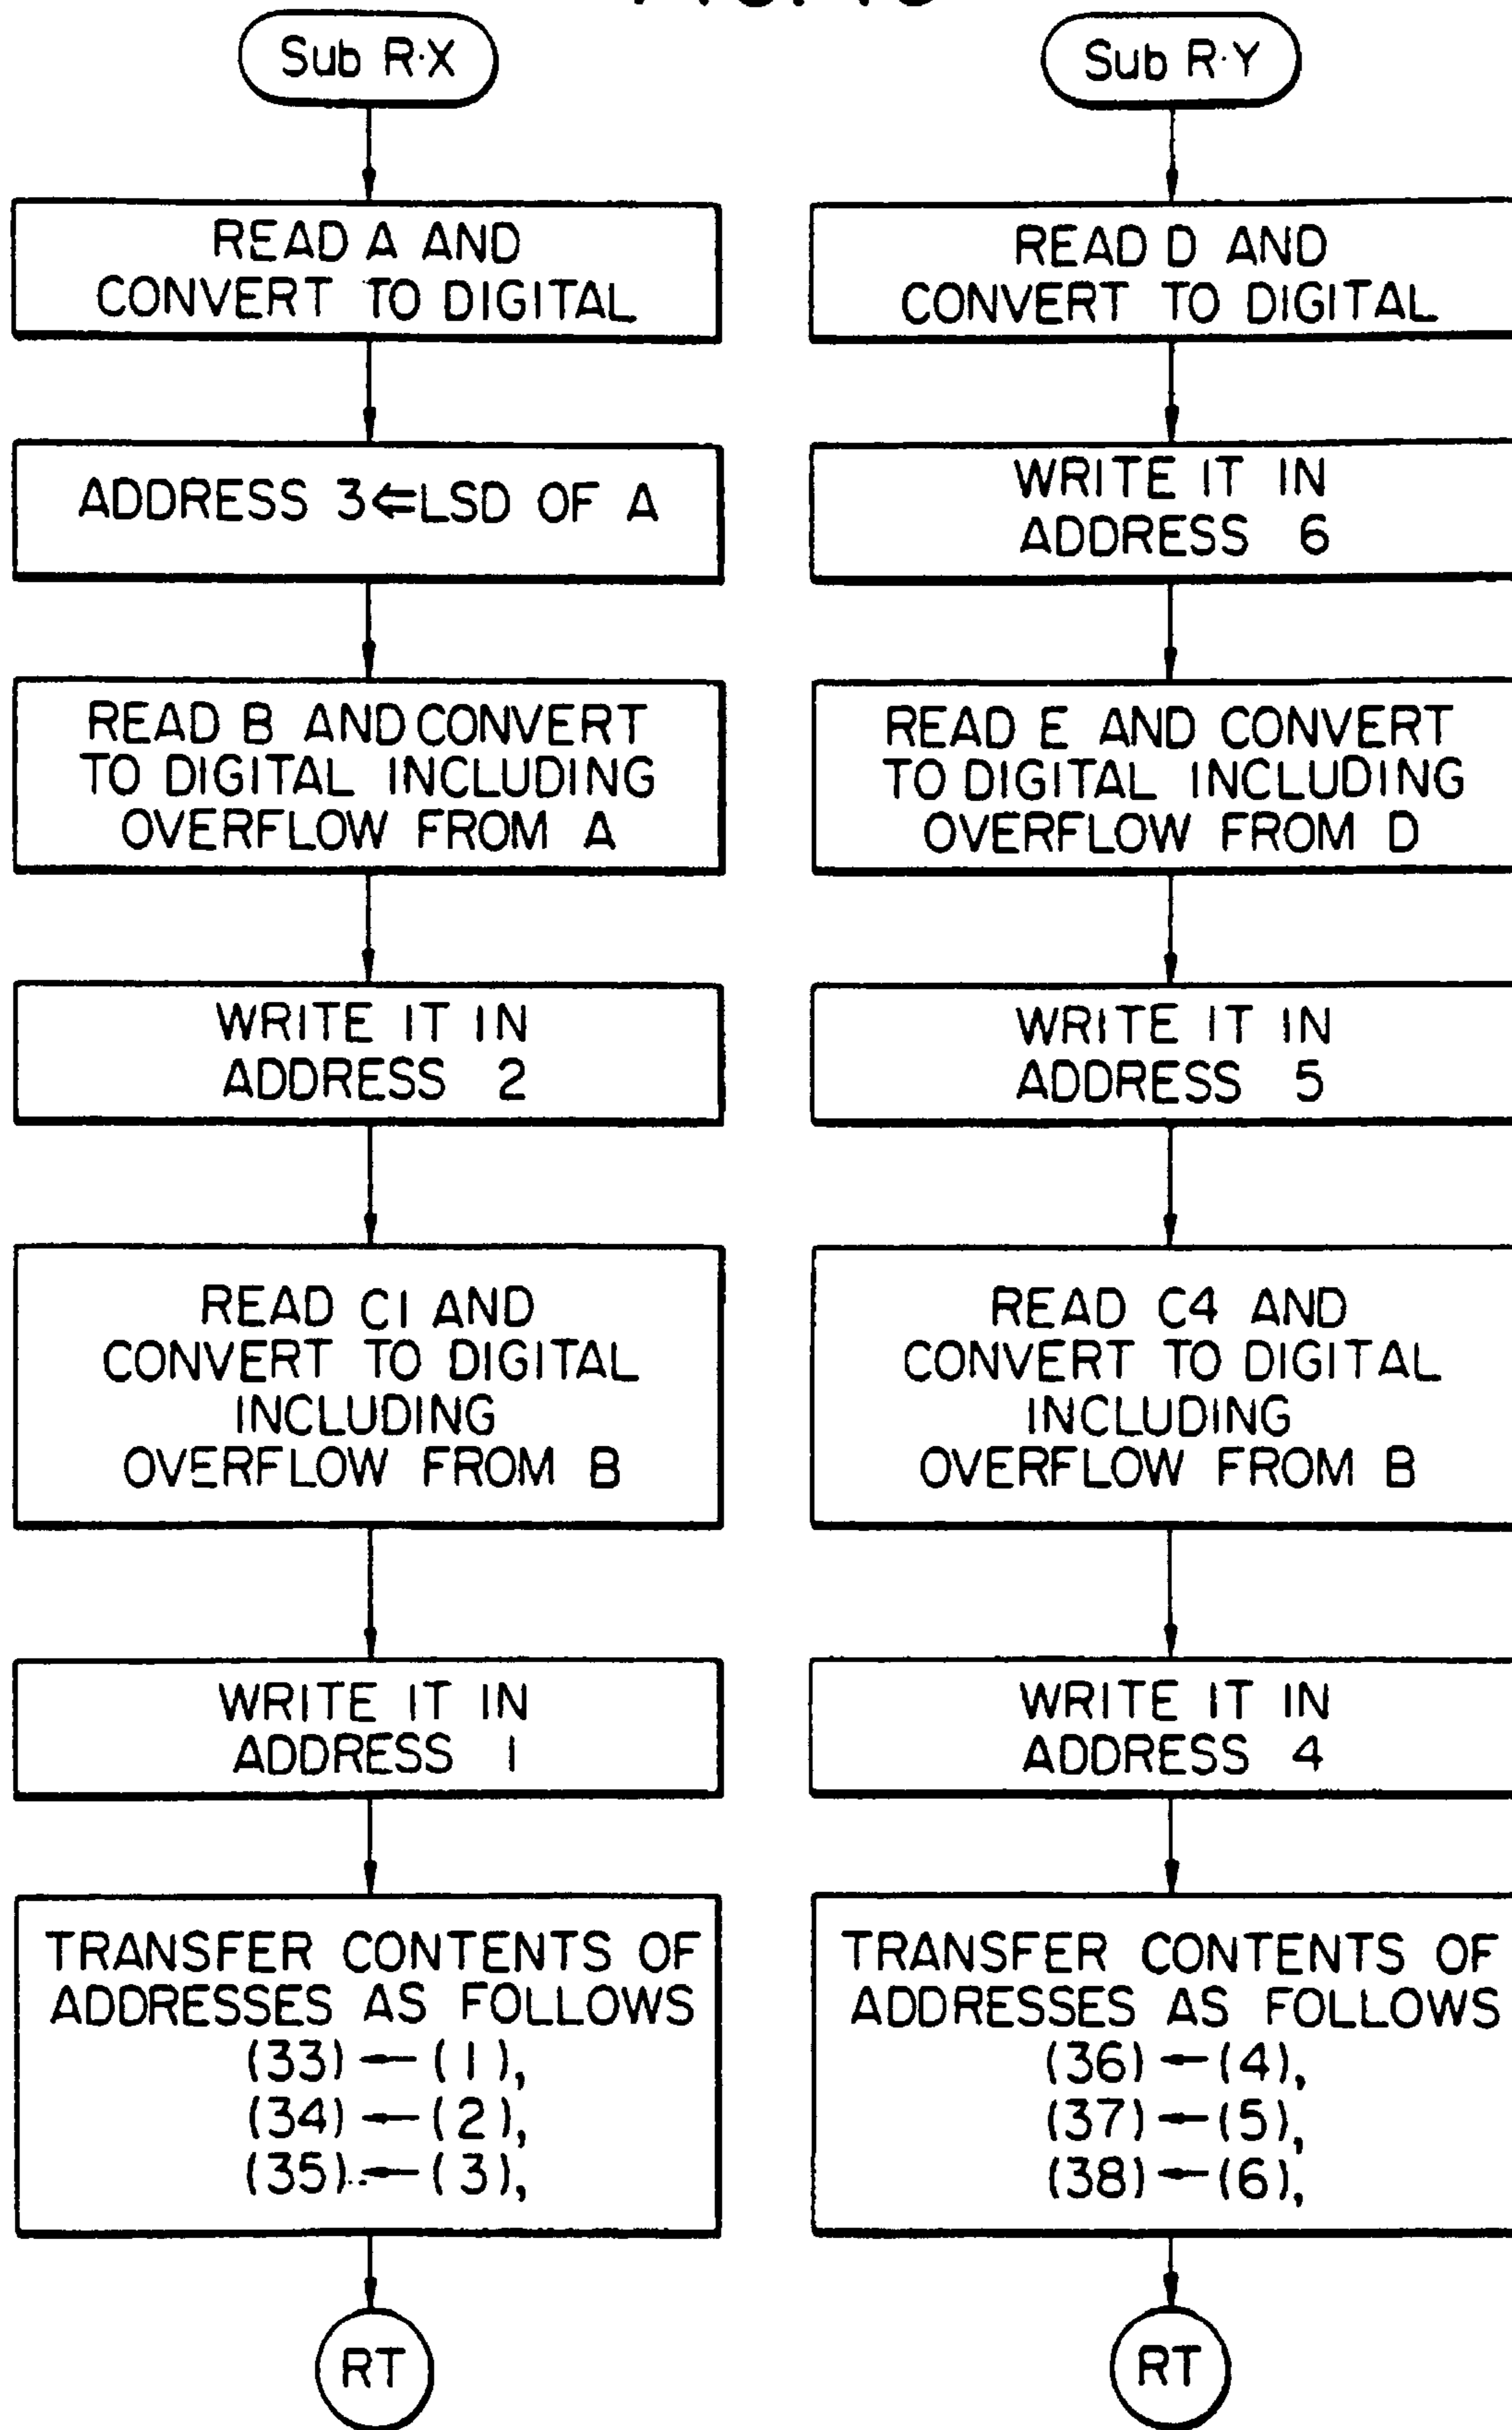 Sub R·X
READ A AND
CONVERT TO DIGITAL
ADDRESS 3⇐LSD OF A
READ B AND CONVERT
TO DIGITAL INCLUDING
OVERFLOW FROM A
WRITE IT IN
ADDRESS 2
READ C1 AND
CONVERT TO DIGITAL
INCLUDING
OVERFLOW FROM B
WRITE IT IN
ADDRESS 1
TRANSFER CONTENTS OF
ADDRESSES AS FOLLOWS
(33) ← (1),
(34) ← (2),
(35) ← (3),
RT
Sub R·Y
READ D AND
CONVERT TO DIGITAL
WRITE IT IN
ADDRESS 6
READ E AND CONVERT
TO DIGITAL INCLUDING
OVERFLOW FROM D
WRITE IT IN
ADDRESS 5
READ C4 AND
CONVERT TO DIGITAL
INCLUDING
OVERFLOW FROM B
WRITE IT IN
ADDRESS 4
TRANSFER CONTENTS OF
ADDRESSES AS FOLLOWS
(36) ← (4),
(37) ← (5),
(38) ← (6),
RT